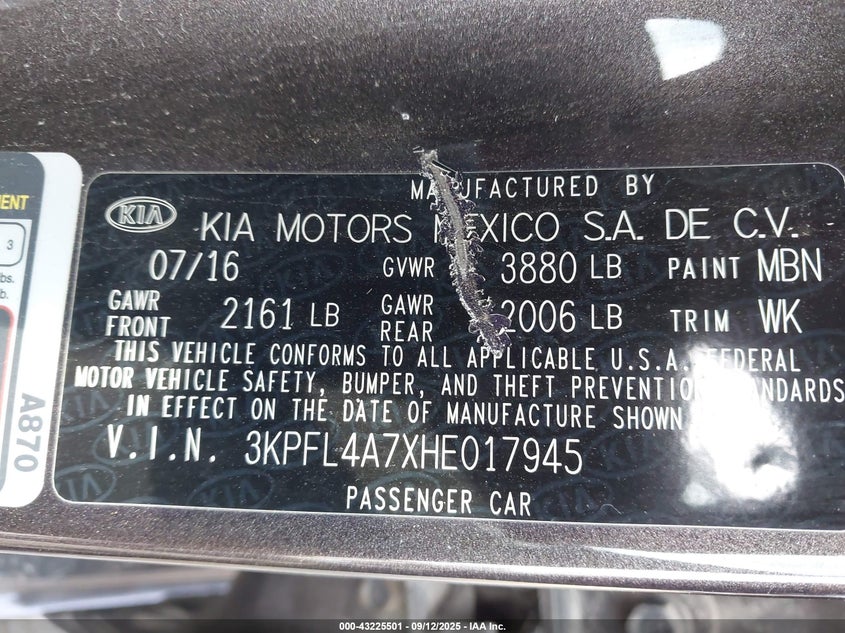 MENT
3
bs.
b.
A870
MANUFACTURED BY
KIA KIA MOTORS MEXICO S.A. DE C.V.
07/16 GVWR 3880 LB PAINT MBN
GAWR FRONT 2161 LB GAWR REAR 2006 LB TRIM WK
THIS VEHICLE CONFORMS TO ALL APPLICABLE U.S.A. FEDERAL
MOTOR VEHICLE SAFETY, BUMPER, AND THEFT PREVENTION STANDARDS
IN EFFECT ON THE DATE OF MANUFACTURE SHOWN
V.I.N. 3KPFL4A7XHE017945
PASSENGER CAR
000-43225501 - 09/12/2025 - IAA Inc.